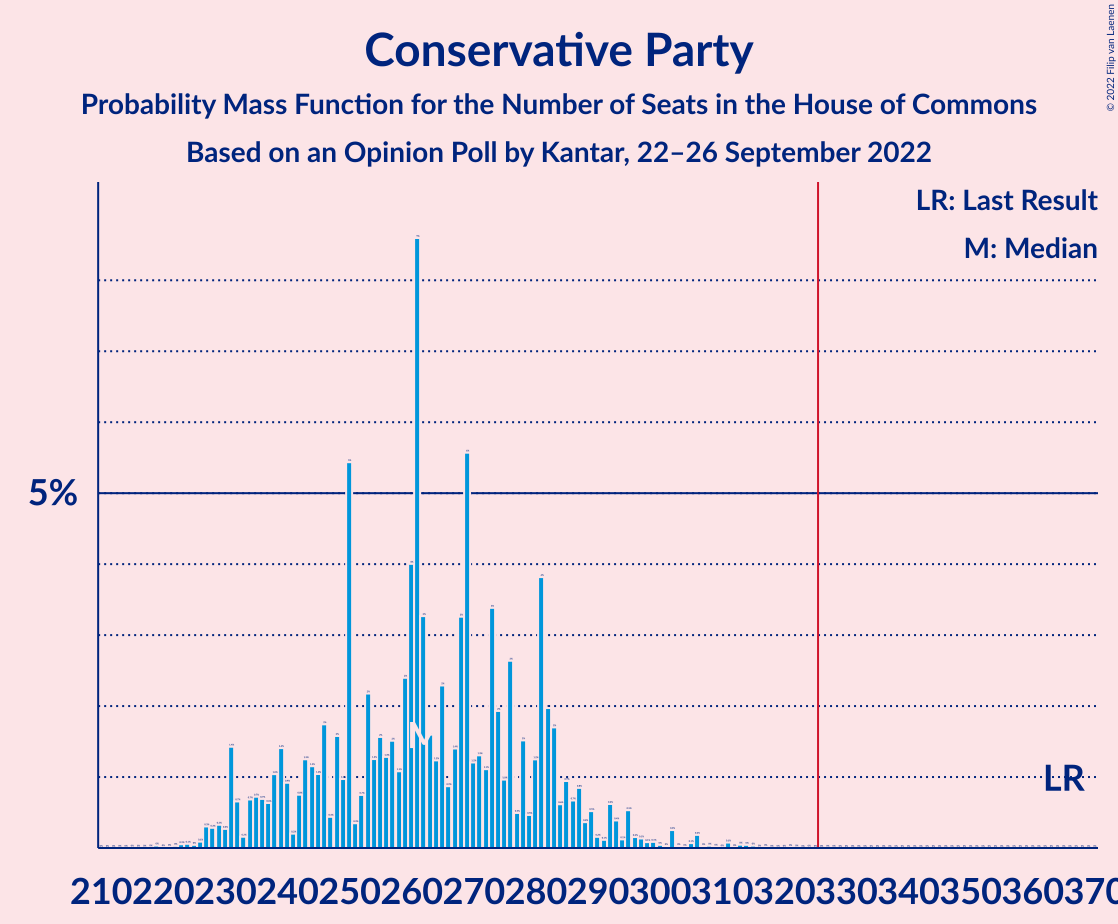 Conservative Party
Probability Mass Function for the Number of Seats in the House of Commons
Based on an Opinion Poll by Kantar, 22–26 September 2022
© 2022 Filip van Laenen
LR: Last Result
M: Median
5%
M
LR
210220230240250260270280290300310320330340350360370